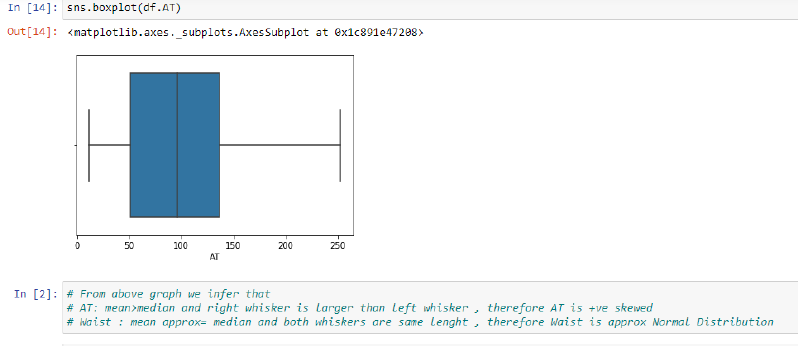 In [14]: sns.boxplot(df.AT)
Out[14]: <matplotlib.axes._subplots.AxesSubplot at 0x1c891e47208>
0 50 100 150 200 250
AT
In [2]: # From above graph we infer that
# AT: mean>median and right whisker is larger than left whisker , therefore AT is +ve skewed
# Waist : mean approx= median and both whiskers are same lenght , therefore Waist is approx Normal Distribution